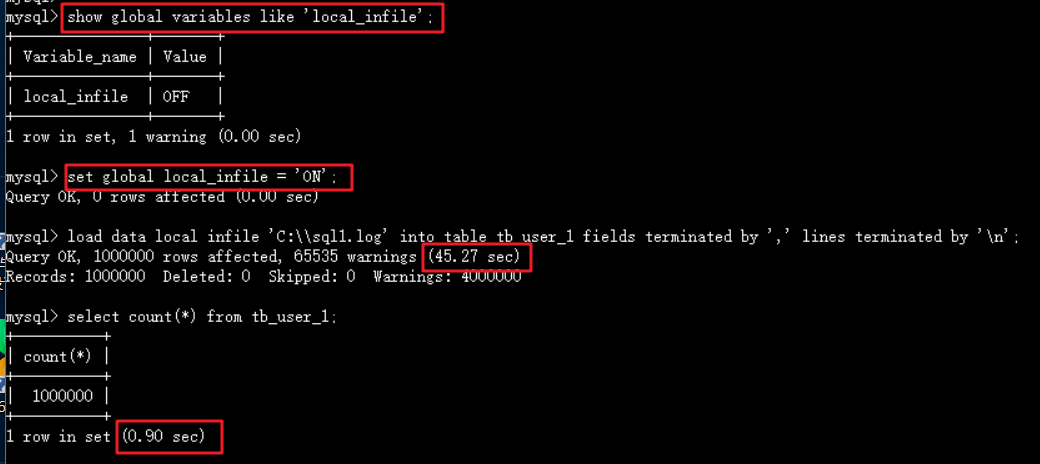 mysql> show global variables like 'local_infile';
+---------------+-------+
| Variable_name | Value |
+---------------+-------+
| local_infile  | OFF   |
+---------------+-------+
1 row in set, 1 warning (0.00 sec)
mysql> set global local_infile = 'ON';
Query OK, 0 rows affected (0.00 sec)
mysql> load data local infile 'C:\\sql1.log' into table tb_user_1 fields terminated by ',' lines terminated by '\n';
Query OK, 1000000 rows affected, 65535 warnings (45.27 sec)
Records: 1000000  Deleted: 0  Skipped: 0  Warnings: 4000000
mysql> select count(*) from tb_user_1;
+----------+
| count(*) |
+----------+
|  1000000 |
+----------+
1 row in set (0.90 sec)